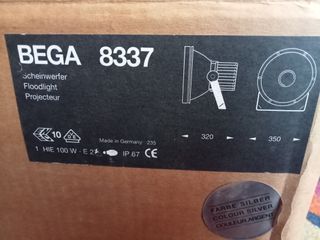 BEGA 8337
Scheinwerfer
Floodlight
Projecteur
10
Made in Germany 235
320
350
1 HIE 100 W - E 27
IP 67 CE
FARBE SILBER
COLOUR SILVER
COULEUR ARGENT